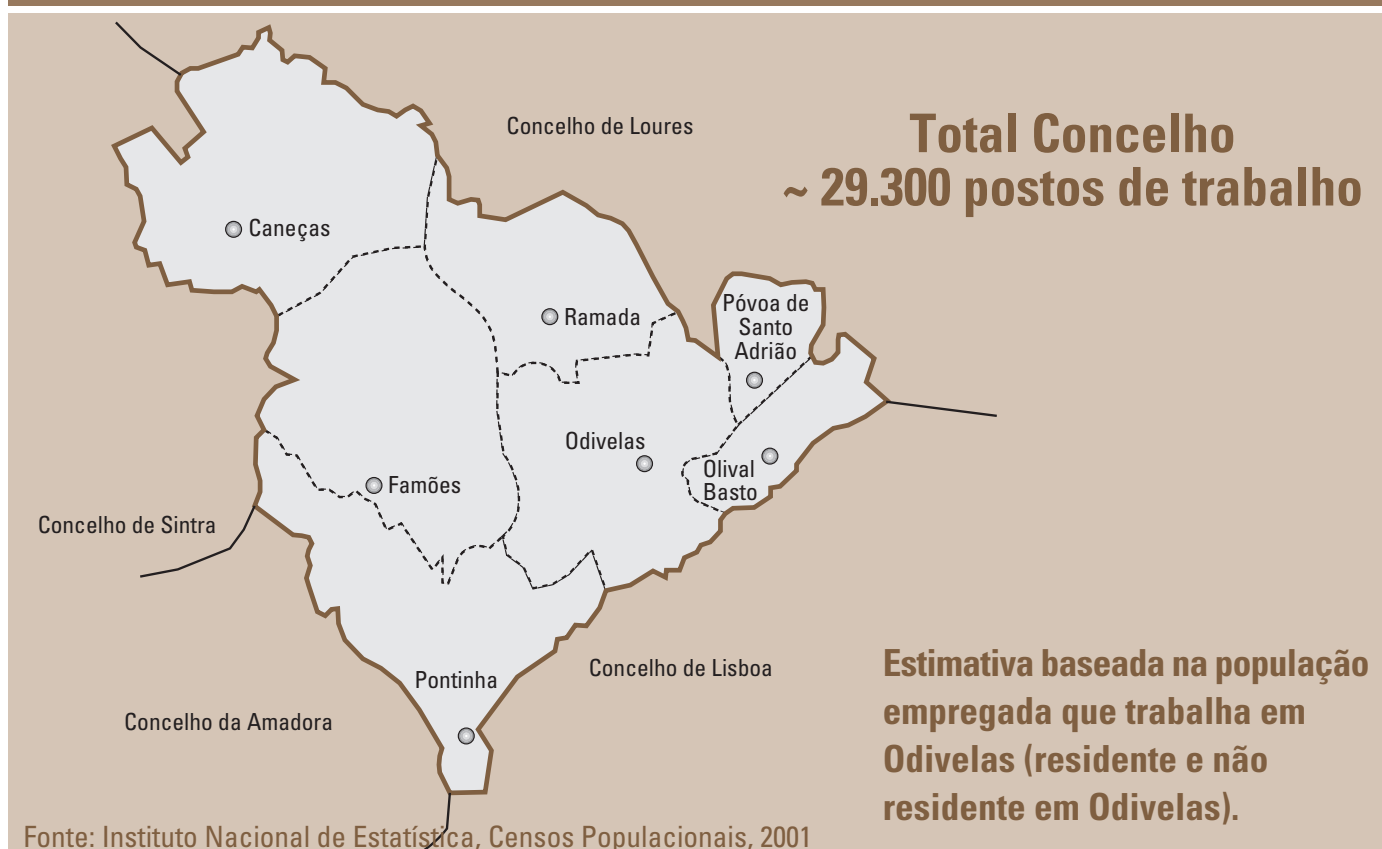 Concelho de Loures
Total Concelho
~ 29.300 postos de trabalho
Caneças
Ramada
Póvoa de
Santo
Adrião
Odivelas
Olival
Basto
Famões
Concelho de Sintra
Pontinha
Concelho de Lisboa
Concelho da Amadora
Estimativa baseada na população
empregada que trabalha em
Odivelas (residente e não
residente em Odivelas).
Fonte: Instituto Nacional de Estatística, Censos Populacionais, 2001